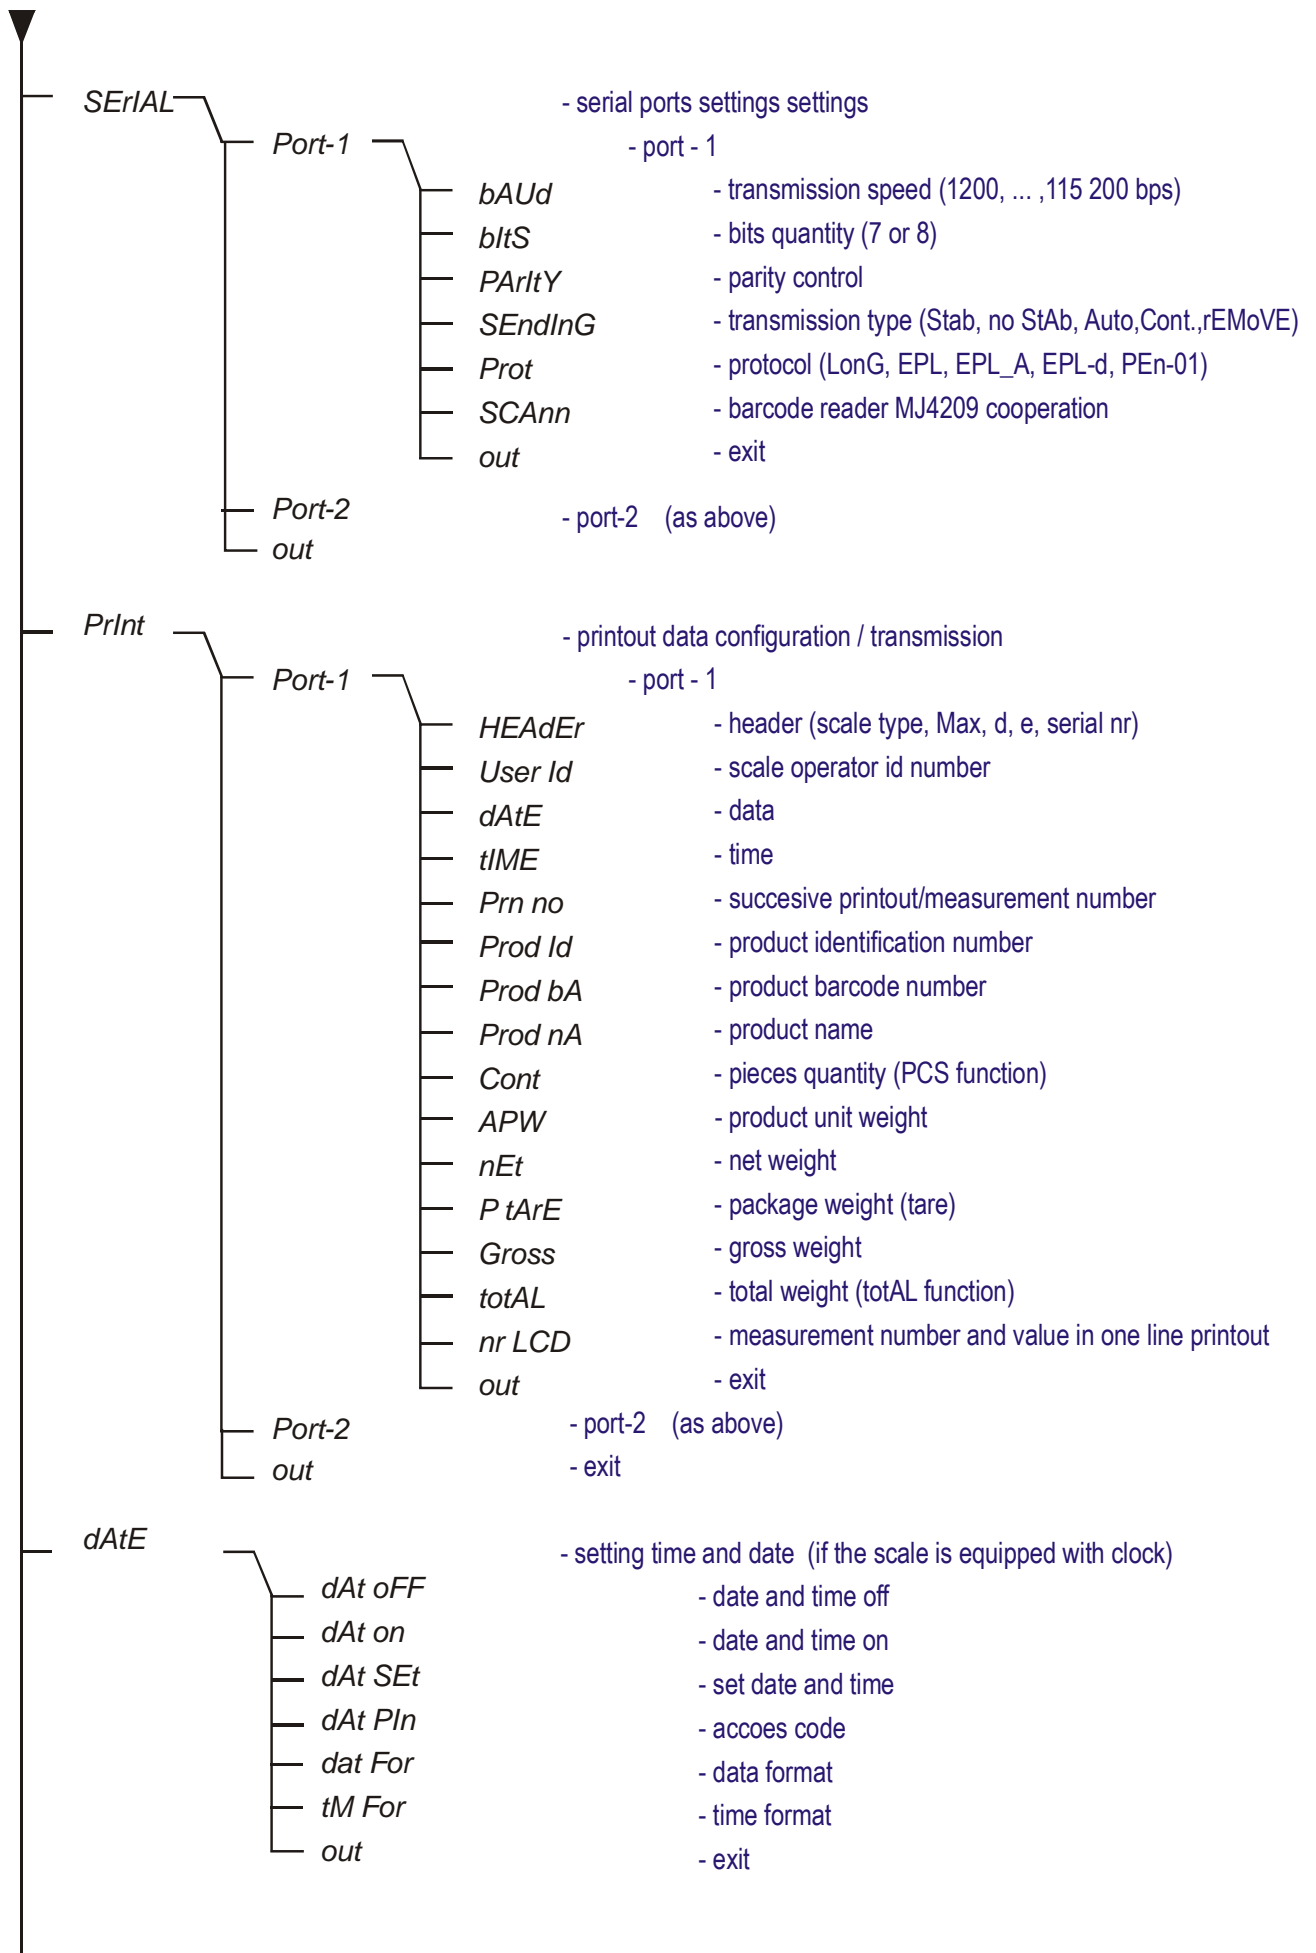 SErIAL - serial ports settings settings
Port-1 - port - 1
bAUd - transmission speed (1200, ... ,115 200 bps)
bItS - bits quantity (7 or 8)
PArItY - parity control
SEndInG - transmission type (Stab, no StAb, Auto,Cont.,rEMoVE)
Prot - protocol (LonG, EPL, EPL_A, EPL-d, PEn-01)
SCAnn - barcode reader MJ4209 cooperation
out - exit
Port-2 - port-2 (as above)
out
PrInt - printout data configuration / transmission
Port-1 - port - 1
HEAdEr - header (scale type, Max, d, e, serial nr)
User Id - scale operator id number
dAtE - data
tIME - time
Prn no - succesive printout/measurement number
Prod Id - product identification number
Prod bA - product barcode number
Prod nA - product name
Cont - pieces quantity (PCS function)
APW - product unit weight
nEt - net weight
P tArE - package weight (tare)
Gross - gross weight
totAL - total weight (totAL function)
nr LCD - measurement number and value in one line printout
out - exit
Port-2 - port-2 (as above)
out - exit
dAtE - setting time and date (if the scale is equipped with clock)
dAt oFF - date and time off
dAt on - date and time on
dAt SEt - set date and time
dAt PIn - accoes code
dat For - data format
tM For - time format
out - exit